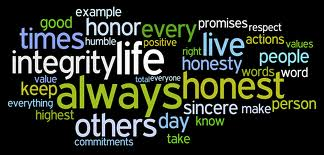 example
good honor every promises respect
times humble positive right live actions values
integrity life honesty people
value total everyone words word
keep always honest
everything
highest others day sincere make person
know
commitments take